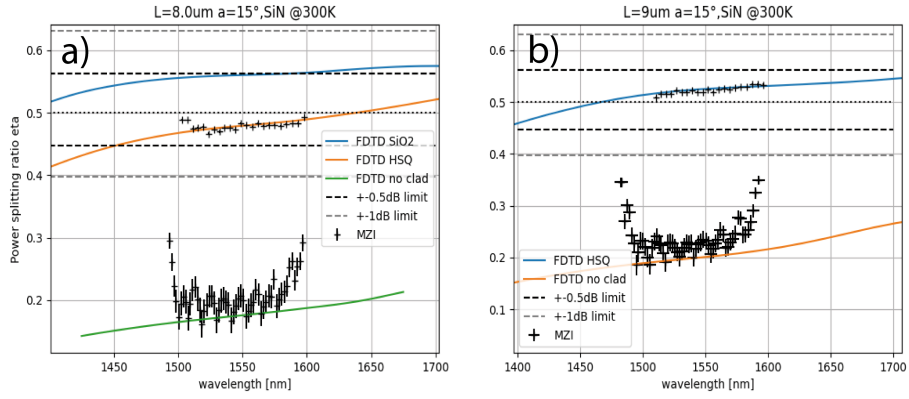 L=8.0um a=15°,SiN @300K
a)
Power splitting ratio eta
0.6
0.5
0.4
0.3
0.2
FDTD SiO2
FDTD HSQ
FDTD no clad
+-0.5dB limit
+-1dB limit
MZI
1450 1500 1550 1600 1650 1700
wavelength [nm]
L=9um a=15°,SiN @300K
b)
0.6
0.5
0.4
0.3
0.2
0.1
FDTD HSQ
FDTD no clad
+-0.5dB limit
+-1dB limit
MZI
1400 1450 1500 1550 1600 1650 1700
wavelength [nm]